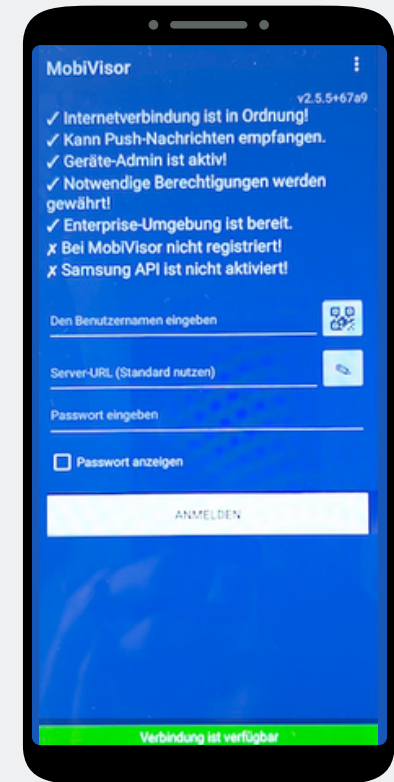 MobiVisor
v2.5.5+67a9
✓ Internetverbindung ist in Ordnung!
✓ Kann Push-Nachrichten empfangen.
✓ Geräte-Admin ist aktiv!
✓ Notwendige Berechtigungen werden
gewährt!
✓ Enterprise-Umgebung ist bereit.
✗ Bei MobiVisor nicht registriert!
✗ Samsung API ist nicht aktiviert!
Den Benutzernamen eingeben
Server-URL (Standard nutzen)
Passwort eingeben
Passwort anzeigen
ANMELDEN
Verbindung ist verfügbar